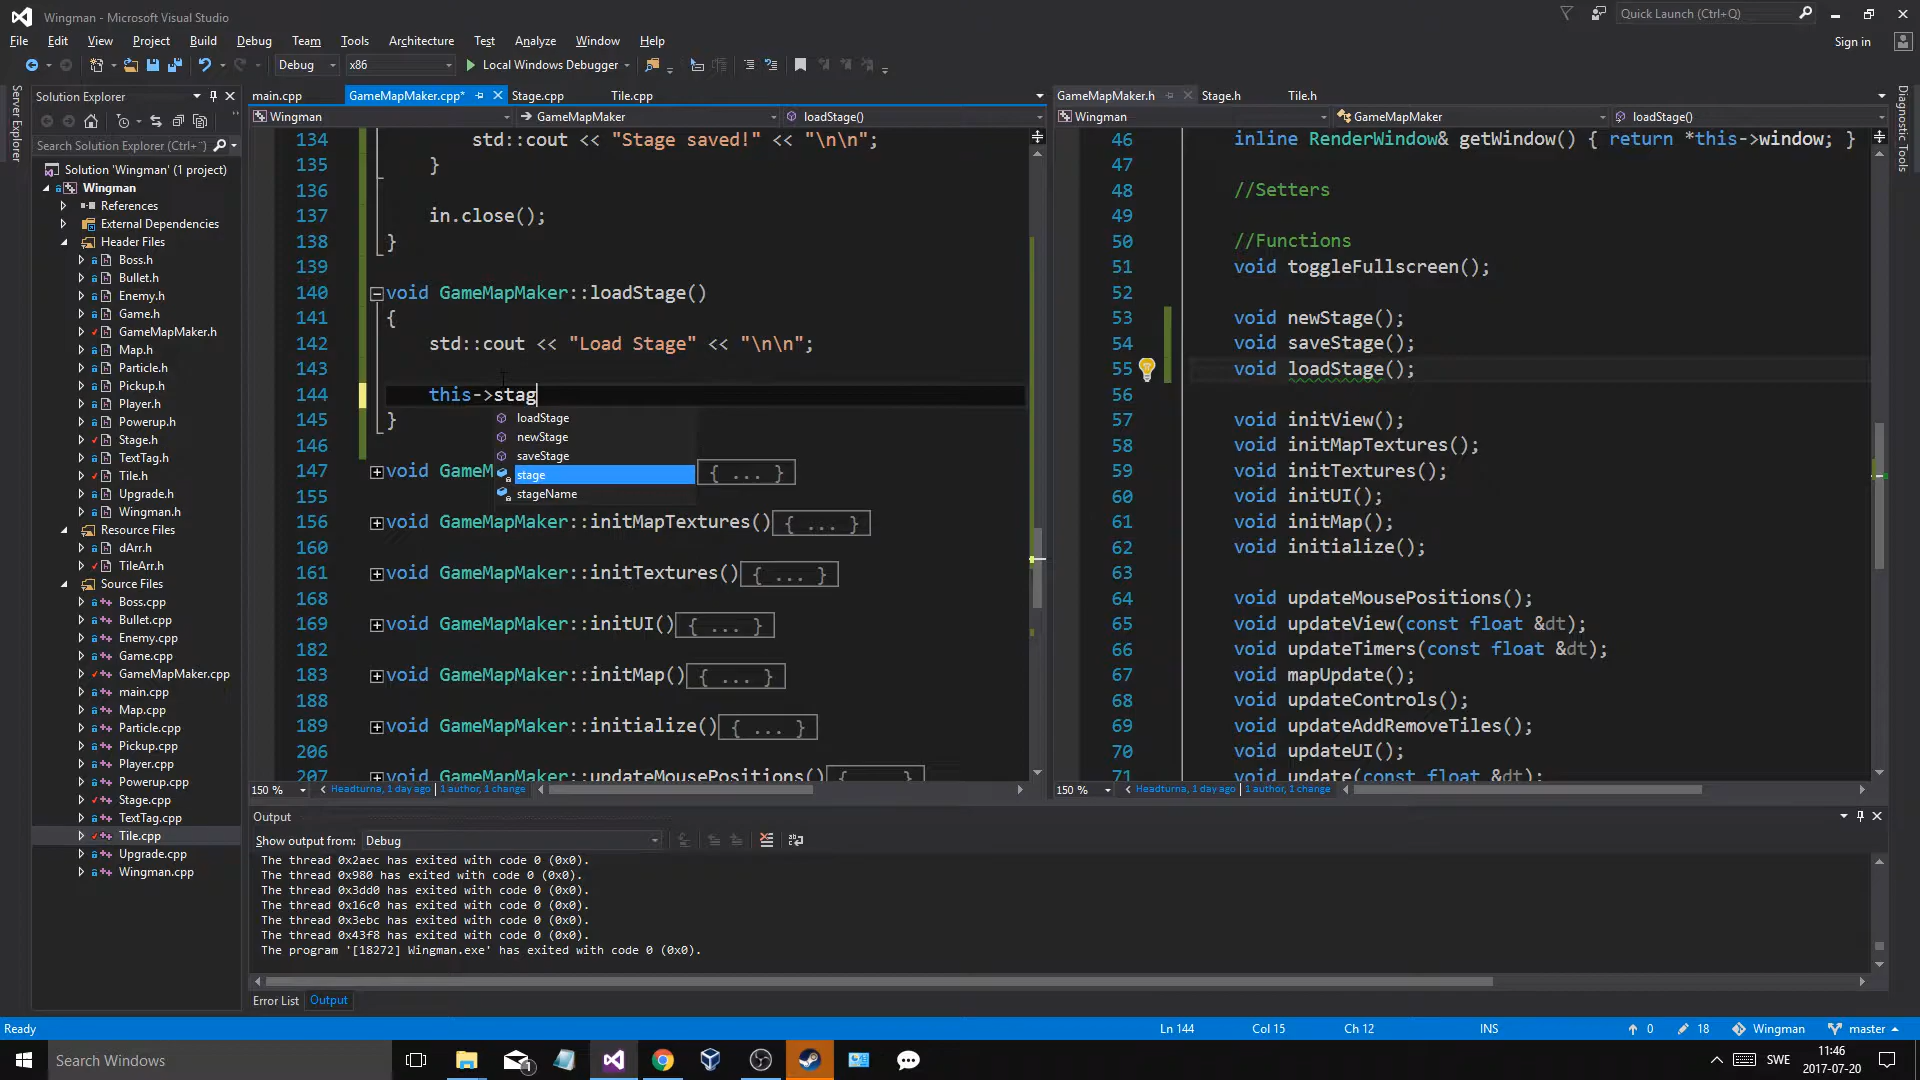 Wingman - Microsoft Visual Studio
Quick Launch (Ctrl+Q)
File Edit View Project Build Debug Team Tools Architecture Test Analyze Window Help
Sign in
Debug x86 Local Windows Debugger
Server Explorer
Solution Explorer
Search Solution Explorer (Ctrl+¨)
Solution 'Wingman' (1 project)
Wingman
References
External Dependencies
Header Files
Boss.h
Bullet.h
Enemy.h
Game.h
GameMapMaker.h
Map.h
Particle.h
Pickup.h
Player.h
Powerup.h
Stage.h
TextTag.h
Tile.h
Upgrade.h
Wingman.h
Resource Files
dArr.h
TileArr.h
Source Files
Boss.cpp
Bullet.cpp
Enemy.cpp
Game.cpp
GameMapMaker.cpp
main.cpp
Map.cpp
Particle.cpp
Pickup.cpp
Player.cpp
Powerup.cpp
Stage.cpp
TextTag.cpp
Tile.cpp
Upgrade.cpp
Wingman.cpp
main.cpp GameMapMaker.cpp* Stage.cpp Tile.cpp
Wingman GameMapMaker loadStage()
134 std::cout << "Stage saved!" << "\n\n";
135 }
136
137 in.close();
138 }
139
140 void GameMapMaker::loadStage()
141 {
142 std::cout << "Load Stage" << "\n\n";
143
144 this->stag
145 }
146
loadStage
newStage
saveStage
stage
stageName
147 void GameM { ... }
155
156 void GameMapMaker::initMapTextures() { ... }
160
161 void GameMapMaker::initTextures() { ... }
168
169 void GameMapMaker::initUI() { ... }
182
183 void GameMapMaker::initMap() { ... }
188
189 void GameMapMaker::initialize() { ... }
206
207 void GameMapMaker::updateMousePositions() { ... }
150 % Headturna, 1 day ago | 1 author, 1 change
GameMapMaker.h Stage.h Tile.h
Wingman GameMapMaker loadStage()
46 inline RenderWindow& getWindow() { return *this->window; }
47
48 //Setters
49
50 //Functions
51 void toggleFullscreen();
52
53 void newStage();
54 void saveStage();
55 void loadStage();
56
57 void initView();
58 void initMapTextures();
59 void initTextures();
60 void initUI();
61 void initMap();
62 void initialize();
63
64 void updateMousePositions();
65 void updateView(const float &dt);
66 void updateTimers(const float &dt);
67 void mapUpdate();
68 void updateControls();
69 void updateAddRemoveTiles();
70 void updateUI();
71 void update(const float &dt);
150 % Headturna, 1 day ago | 1 author, 1 change
Diagnostic Tools
Output
Show output from: Debug
The thread 0x2aec has exited with code 0 (0x0).
The thread 0x980 has exited with code 0 (0x0).
The thread 0x3dd0 has exited with code 0 (0x0).
The thread 0x16c0 has exited with code 0 (0x0).
The thread 0x3ebc has exited with code 0 (0x0).
The thread 0x43f8 has exited with code 0 (0x0).
The program '[18272] Wingman.exe' has exited with code 0 (0x0).
Error List Output
Ready Ln 144 Col 15 Ch 12 INS 0 18 Wingman master
Search Windows
1
SWE
11:46
2017-07-20